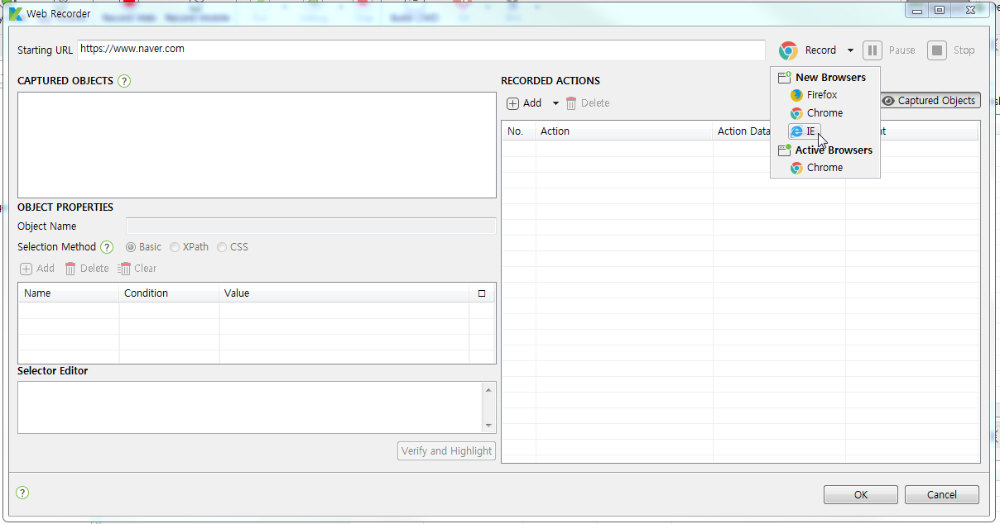 Web Recorder
Starting URL https://www.naver.com Record Pause Stop
CAPTURED OBJECTS ?
RECORDED ACTIONS
Add Delete
New Browsers
Firefox
Chrome
IE
Active Browsers
Chrome
Captured Objects
No. Action Action Data
OBJECT PROPERTIES
Object Name
Selection Method ? Basic XPath CSS
Add Delete Clear
Name Condition Value
Selector Editor
Verify and Highlight
? OK Cancel